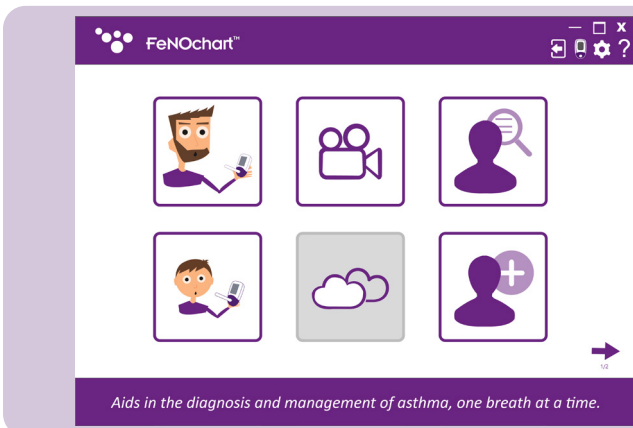 FeNOchart™
?
1/2
Aids in the diagnosis and management of asthma, one breath at a time.